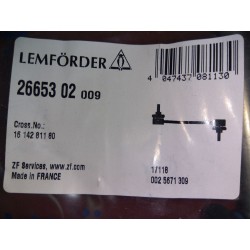 LEMFÖRDER
4 047437 081130
26653 02 009
Cross.No.:
16 142 611 80
ZF Services, www.zf.com
Made in FRANCE
1/118
002 5671 309